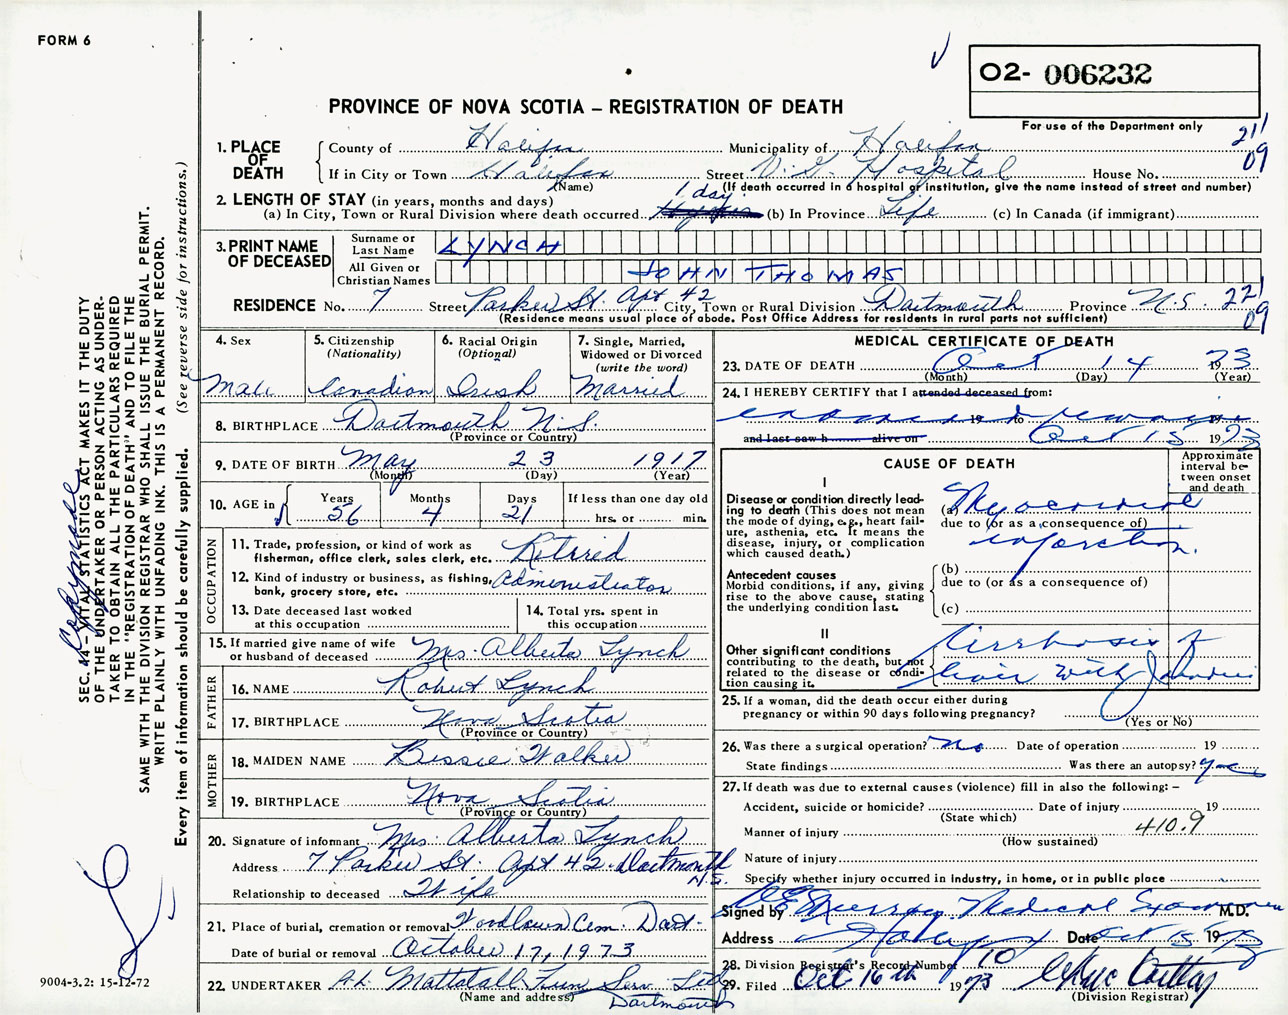 FORM 6
O2- 006232
PROVINCE OF NOVA SCOTIA – REGISTRATION OF DEATH
For use of the Department only
211
09
1. PLACE OF DEATH
County of Halifax Municipality of Halifax
If in City or Town Halifax Street V.G. Hospital House No.
(Name) (If death occurred in a hospital or institution, give the name instead of street and number)
2. LENGTH OF STAY (in years, months and days) 1 day
(a) In City, Town or Rural Division where death occurred (b) In Province Life (c) In Canada (if immigrant)
3. PRINT NAME OF DECEASED
Surname or Last Name LYNCH
All Given or Christian Names JOHN THOMAS
RESIDENCE No. 7 Street Parker St. Apt 42 City, Town or Rural Division Dartmouth Province N.S. 221
09
(Residence means usual place of abode. Post Office Address for residents in rural parts not sufficient)
4. Sex
Male
5. Citizenship (Nationality)
Canadian
6. Racial Origin (Optional)
Irish
7. Single, Married, Widowed or Divorced (write the word)
Married
8. BIRTHPLACE Dartmouth N.S.
(Province or Country)
9. DATE OF BIRTH May 23 1917
(Month) (Day) (Year)
10. AGE in Years 56 Months 4 Days 21 If less than one day old
hrs. or min.
OCCUPATION
11. Trade, profession, or kind of work as fisherman, office clerk, sales clerk, etc. Retired
12. Kind of industry or business, as fishing, bank, grocery store, etc. Administrator
13. Date deceased last worked at this occupation
14. Total yrs. spent in this occupation
15. If married give name of wife or husband of deceased Mrs. Alberta Lynch
FATHER
16. NAME Robert Lynch
17. BIRTHPLACE Nova Scotia
(Province or Country)
MOTHER
18. MAIDEN NAME Bessie Walker
19. BIRTHPLACE Nova Scotia
(Province or Country)
20. Signature of informant Mrs. Alberta Lynch
Address 7 Parker St. Apt 42 Dartmouth N.S.
Relationship to deceased Wife
21. Place of burial, cremation or removal Woodlawn Cem. Dart.
Date of burial or removal October 17, 1973
22. UNDERTAKER A.L. Mattatall Fun. Serv. Ltd
(Name and address) Dartmouth
MEDICAL CERTIFICATE OF DEATH
23. DATE OF DEATH Oct 14 1973
(Month) (Day) (Year)
24. I HEREBY CERTIFY that I attended deceased from:
examined remains 19 to 19
and last saw h alive on Oct 15 1973
CAUSE OF DEATH
Approximate interval between onset and death
I
Disease or condition directly leading to death (This does not mean the mode of dying, e.g., heart failure, asthenia, etc. It means the disease, injury, or complication which caused death.)
(a) Myocardial
due to (or as a consequence of)
infarction.
Antecedent causes
Morbid conditions, if any, giving rise to the above cause, stating the underlying condition last.
(b)
due to (or as a consequence of)
(c)
II
Other significant conditions contributing to the death, but not related to the disease or condition causing it.
Cirrhosis of
liver with Jaundice
25. If a woman, did the death occur either during pregnancy or within 90 days following pregnancy?
(Yes or No)
26. Was there a surgical operation? No Date of operation 19
State findings Was there an autopsy? yes
27. If death was due to external causes (violence) fill in also the following: –
Accident, suicide or homicide? Date of injury 19
(State which)
Manner of injury 410.9
(How sustained)
Nature of injury
Specify whether injury occurred in industry, in home, or in public place
Signed by Murray Medical Examiner M.D.
Address Halifax Date Oct 15 1973
28. Division Registrar's Record Number 10
29. Filed Oct 16th 1973
(Division Registrar)
SEC. 14 – VITAL STATISTICS ACT MAKES IT THE DUTY
OF THE UNDERTAKER OR PERSON ACTING AS UNDER-
TAKER TO OBTAIN ALL THE PARTICULARS REQUIRED
IN THE "REGISTRATION OF DEATH" AND TO FILE THE
SAME WITH THE DIVISION REGISTRAR WHO SHALL ISSUE THE BURIAL PERMIT.
WRITE PLAINLY WITH UNFADING INK. THIS IS A PERMANENT RECORD.
Every item of information should be carefully supplied. (See reverse side for instructions.)
9004-3.2: 15-12-72